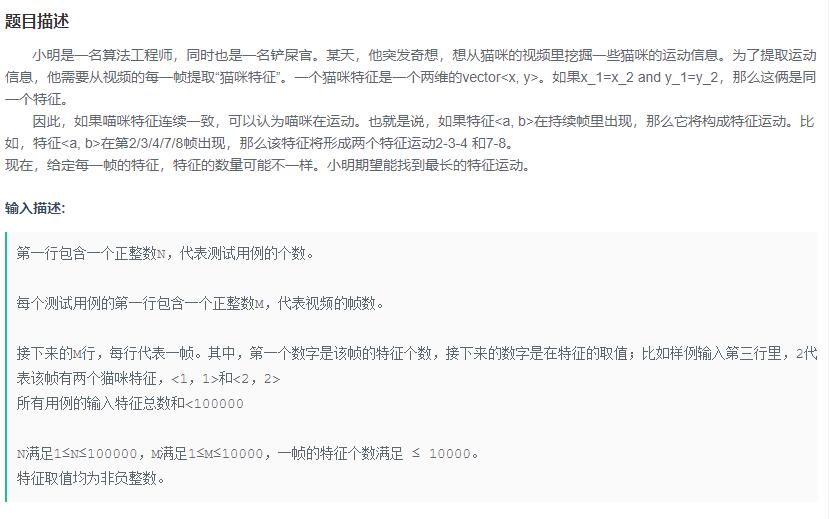 题目描述
小明是一名算法工程师，同时也是一名铲屎官。某天，他突发奇想，想从猫咪的视频里挖掘一些猫咪的运动信息。为了提取运动
信息，他需要从视频的每一帧提取“猫咪特征”。一个猫咪特征是一个两维的vector<x, y>。如果x_1=x_2 and y_1=y_2，那么这俩是同
一个特征。
因此，如果喵咪特征连续一致，可以认为喵咪在运动。也就是说，如果特征<a, b>在持续帧里出现，那么它将构成特征运动。比
如，特征<a, b>在第2/3/4/7/8帧出现，那么该特征将形成两个特征运动2-3-4 和7-8。
现在，给定每一帧的特征，特征的数量可能不一样。小明期望能找到最长的特征运动。
输入描述:
第一行包含一个正整数N，代表测试用例的个数。
每个测试用例的第一行包含一个正整数M，代表视频的帧数。
接下来的M行，每行代表一帧。其中，第一个数字是该帧的特征个数，接下来的数字是在特征的取值；比如样例输入第三行里，2代
表该帧有两个猫咪特征，<1，1>和<2，2>
所有用例的输入特征总数和<100000
N满足1≤N≤100000，M满足1≤M≤10000，一帧的特征个数满足 ≤ 10000。
特征取值均为非负整数。